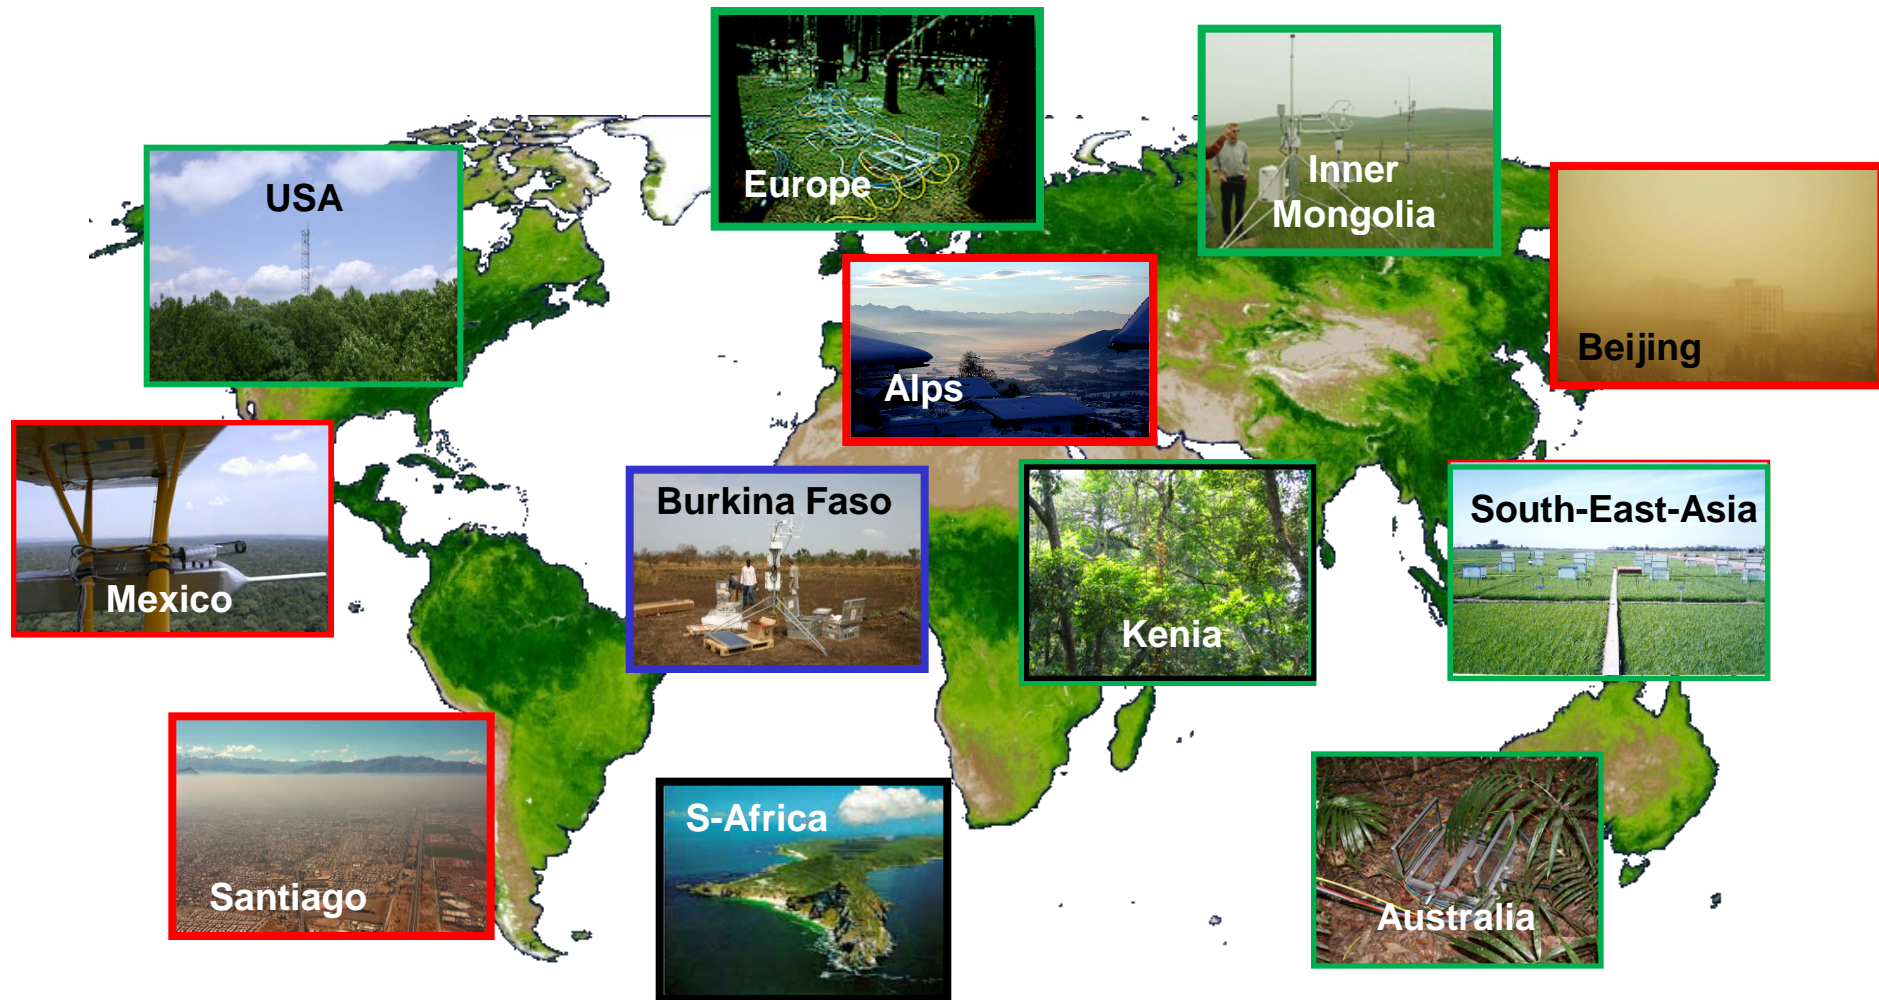 Europe
Inner
Mongolia
USA
Beijing
Alps
Burkina Faso
South-East-Asia
Mexico
Kenia
S-Africa
Santiago
Australia